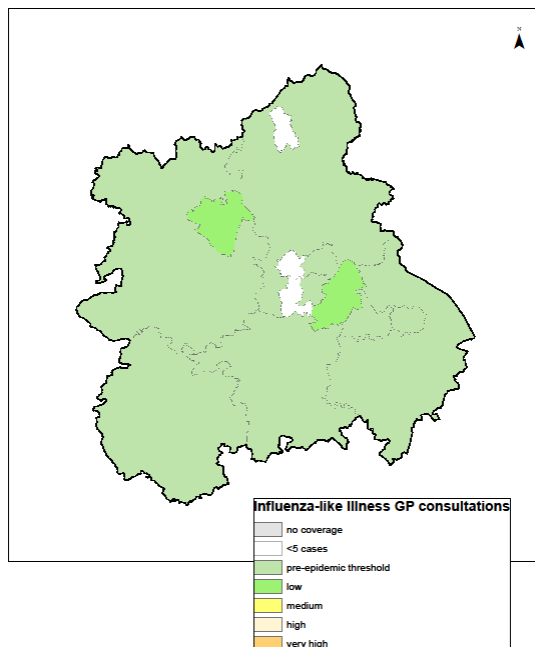 N
Influenza-like Illness GP consultations
no coverage
<5 cases
pre-epidemic threshold
low
medium
high
very high